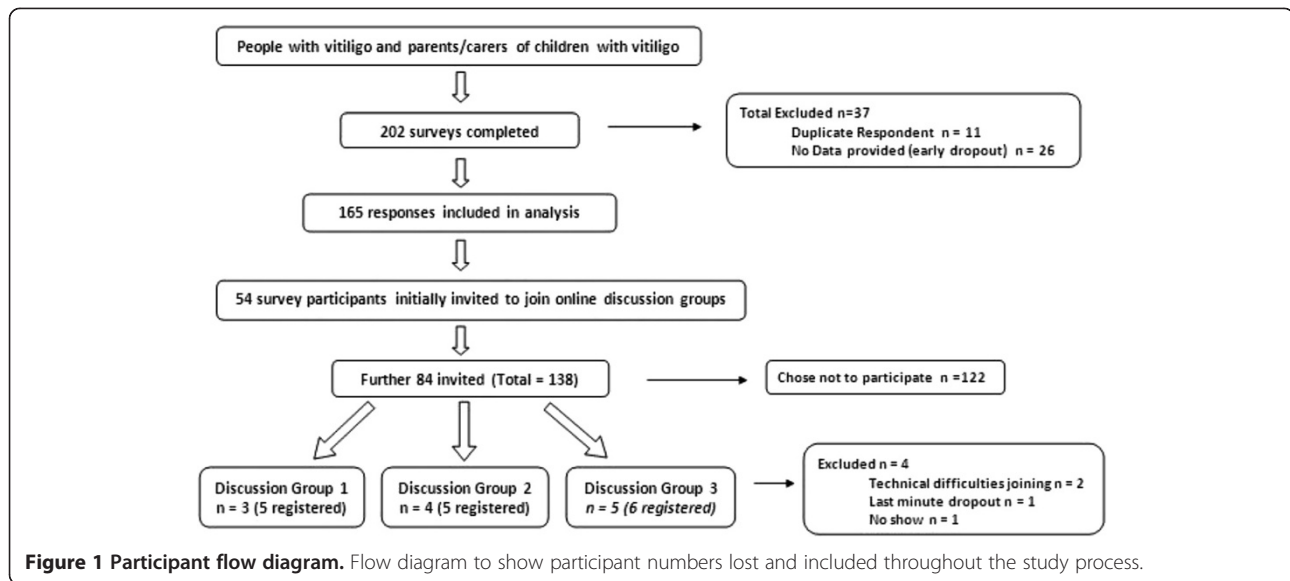 People with vitiligo and parents/carers of children with vitiligo
202 surveys completed
Total Excluded n=37
Duplicate Respondent n = 11
No Data provided (early dropout) n = 26
165 responses included in analysis
54 survey participants initially invited to join online discussion groups
Further 84 invited (Total = 138)
Chose not to participate n =122
Discussion Group 1
n = 3 (5 registered)
Discussion Group 2
n = 4 (5 registered)
Discussion Group 3
n = 5 (6 registered)
Excluded n = 4
Technical difficulties joining n = 2
Last minute dropout n = 1
No show n = 1
Figure 1 Participant flow diagram. Flow diagram to show participant numbers lost and included throughout the study process.